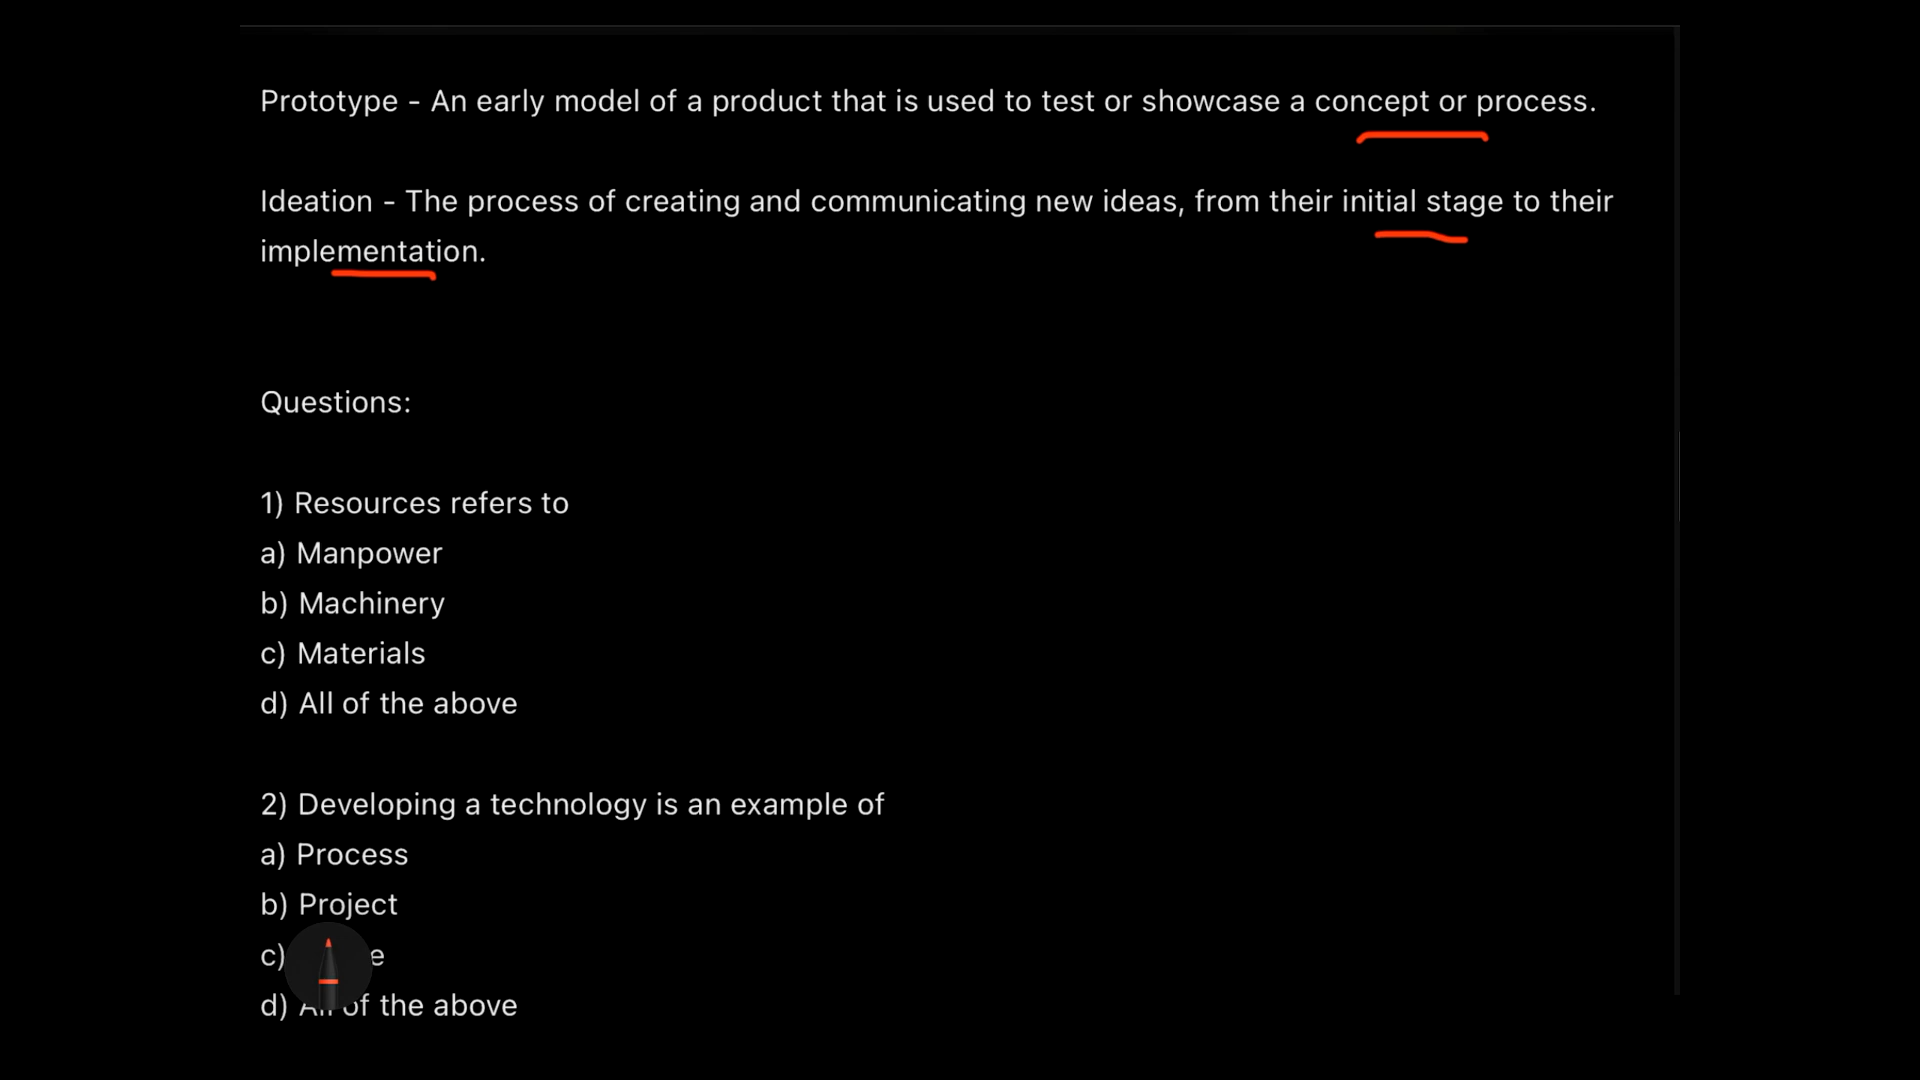 Prototype - An early model of a product that is used to test or showcase a concept or process.
Ideation - The process of creating and communicating new ideas, from their initial stage to their
implementation.
Questions:
1) Resources refers to
a) Manpower
b) Machinery
c) Materials
d) All of the above
2) Developing a technology is an example of
a) Process
b) Project
c)
d) All of the above